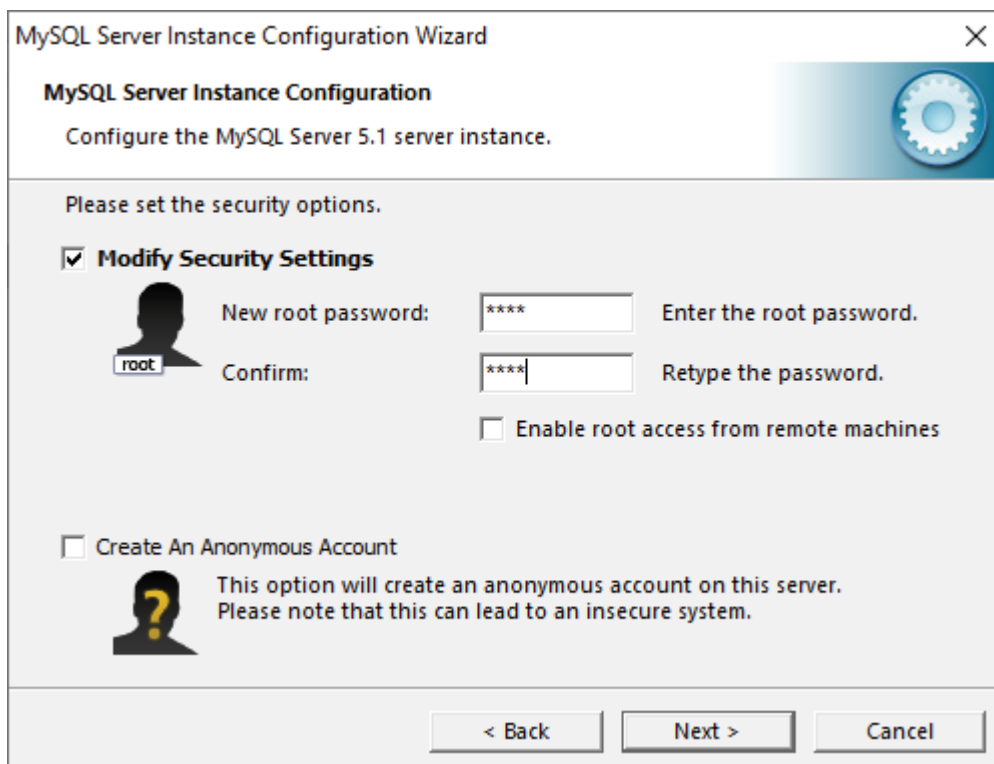 MySQL Server Instance Configuration Wizard
MySQL Server Instance Configuration
Configure the MySQL Server 5.1 server instance.
Please set the security options.
Modify Security Settings
root
New root password: **** Enter the root password.
Confirm: **** Retype the password.
Enable root access from remote machines
Create An Anonymous Account
This option will create an anonymous account on this server.
Please note that this can lead to an insecure system.
< Back Next > Cancel